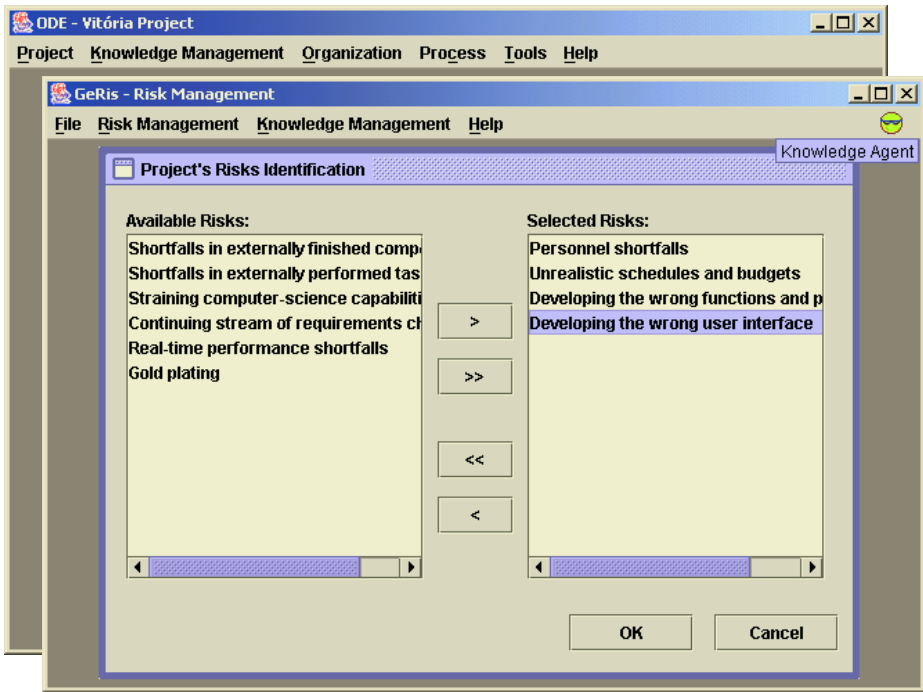 ODE - Vitória Project
Project Knowledge Management Organization Process Tools Help
GeRis - Risk Management
File Risk Management Knowledge Management Help
Knowledge Agent
Project's Risks Identification
Available Risks:
Shortfalls in externally finished comp
Shortfalls in externally performed tas
Straining computer-science capabiliti
Continuing stream of requirements ch
Real-time performance shortfalls
Gold plating
>
>>
<<
<
Selected Risks:
Personnel shortfalls
Unrealistic schedules and budgets
Developing the wrong functions and p
Developing the wrong user interface
OK Cancel